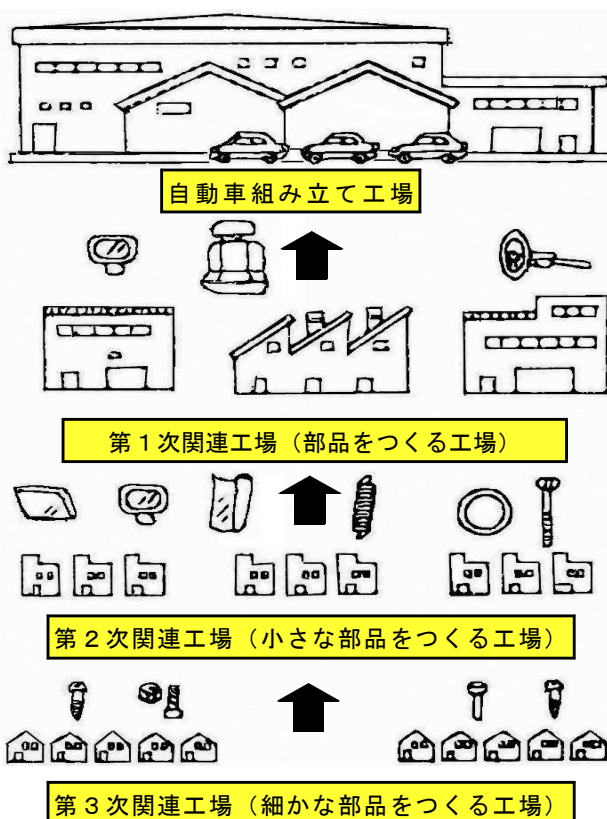 自動車組み立て工場
第１次関連工場（部品をつくる工場）
第２次関連工場（小さな部品をつくる工場）
第３次関連工場（細かな部品をつくる工場）